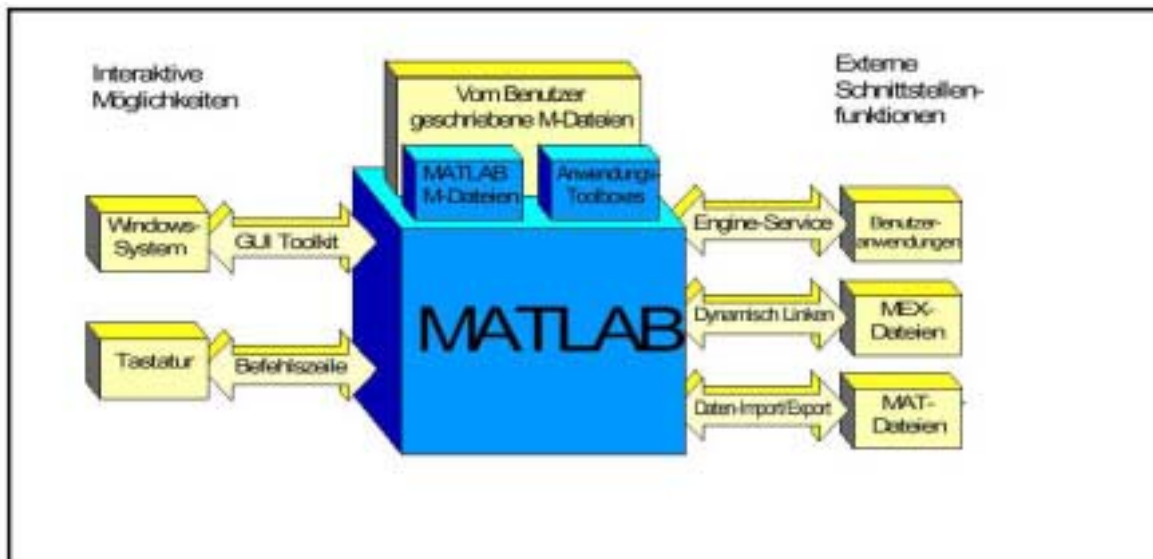 Interaktive
Möglichkeiten
Vom Benutzer
geschriebene M-Dateien
Externe
Schnittstellen-
funktionen
MATLAB
M-Dateien
Anwendungs-
Toolboxes
Windows-
System
GUI Toolkit
Engine-Service
Benutzer-
anwendungen
MATLAB
Dynamisch Linken
MEX-
Dateien
Tastatur
Befehlszeile
Daten-Import/Export
MAT-
Dateien